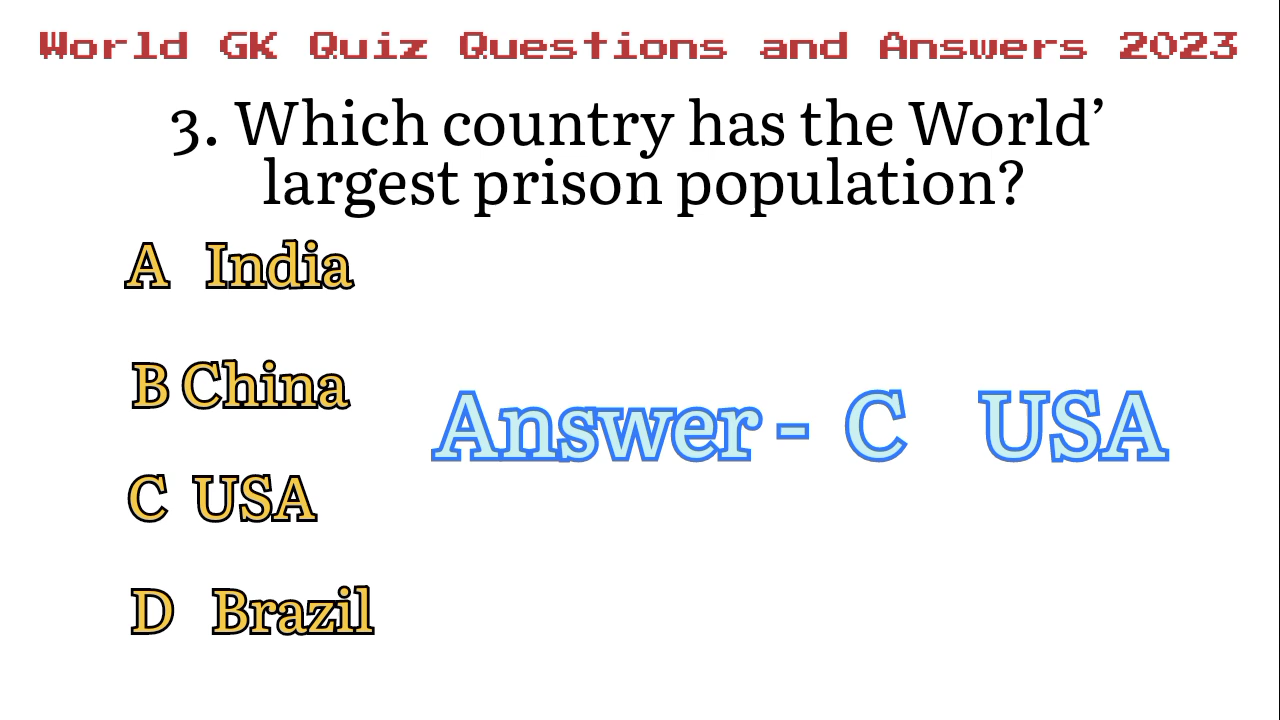 World GK Quiz Questions and Answers 2023
3. Which country has the World’
largest prison population?
A India
B China
Answer - C USA
C USA
D Brazil